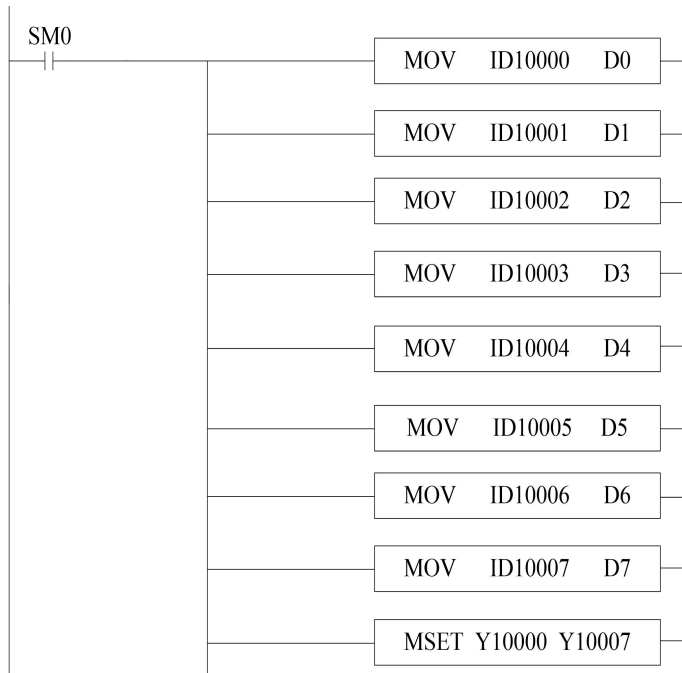 SM0
MOV ID10000 D0
MOV ID10001 D1
MOV ID10002 D2
MOV ID10003 D3
MOV ID10004 D4
MOV ID10005 D5
MOV ID10006 D6
MOV ID10007 D7
MSET Y10000 Y10007